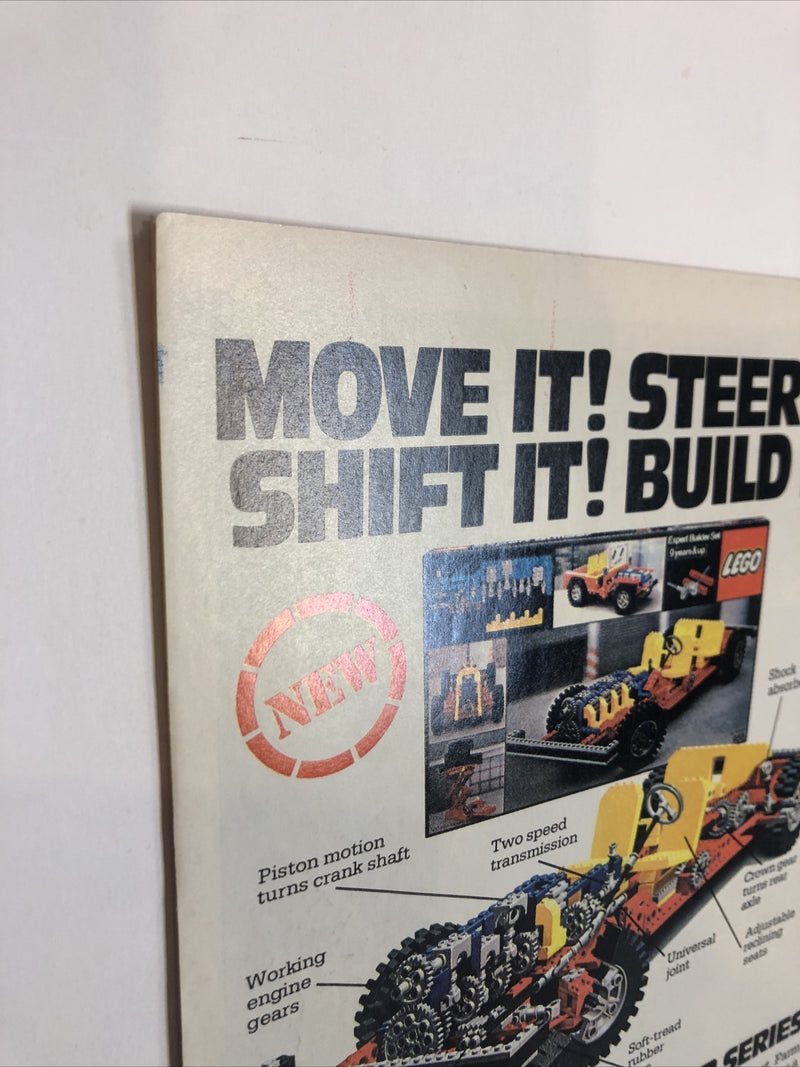 MOVE IT! STEER
SHIFT IT! BUILD
Expert Builder Set
9 years & up
LEGO
NEW
Shock
Piston motion
turns crank shaft
Two speed
transmission
Crown gear
turns rear
axle
Adjustable
reclining
seats
Universal
joint
Working
engine
gears
Soft-tread
rubber
SERIES